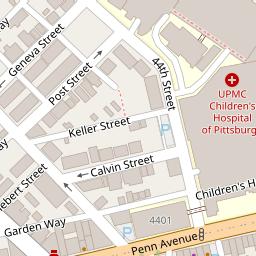 Geneva Street
44th Street
Post Street
UPMC
Children's
Hospital
of Pittsburg
Keller Street
P
Calvin Street
ebert Street
Children's H
Garden Way
4401
Penn Avenue